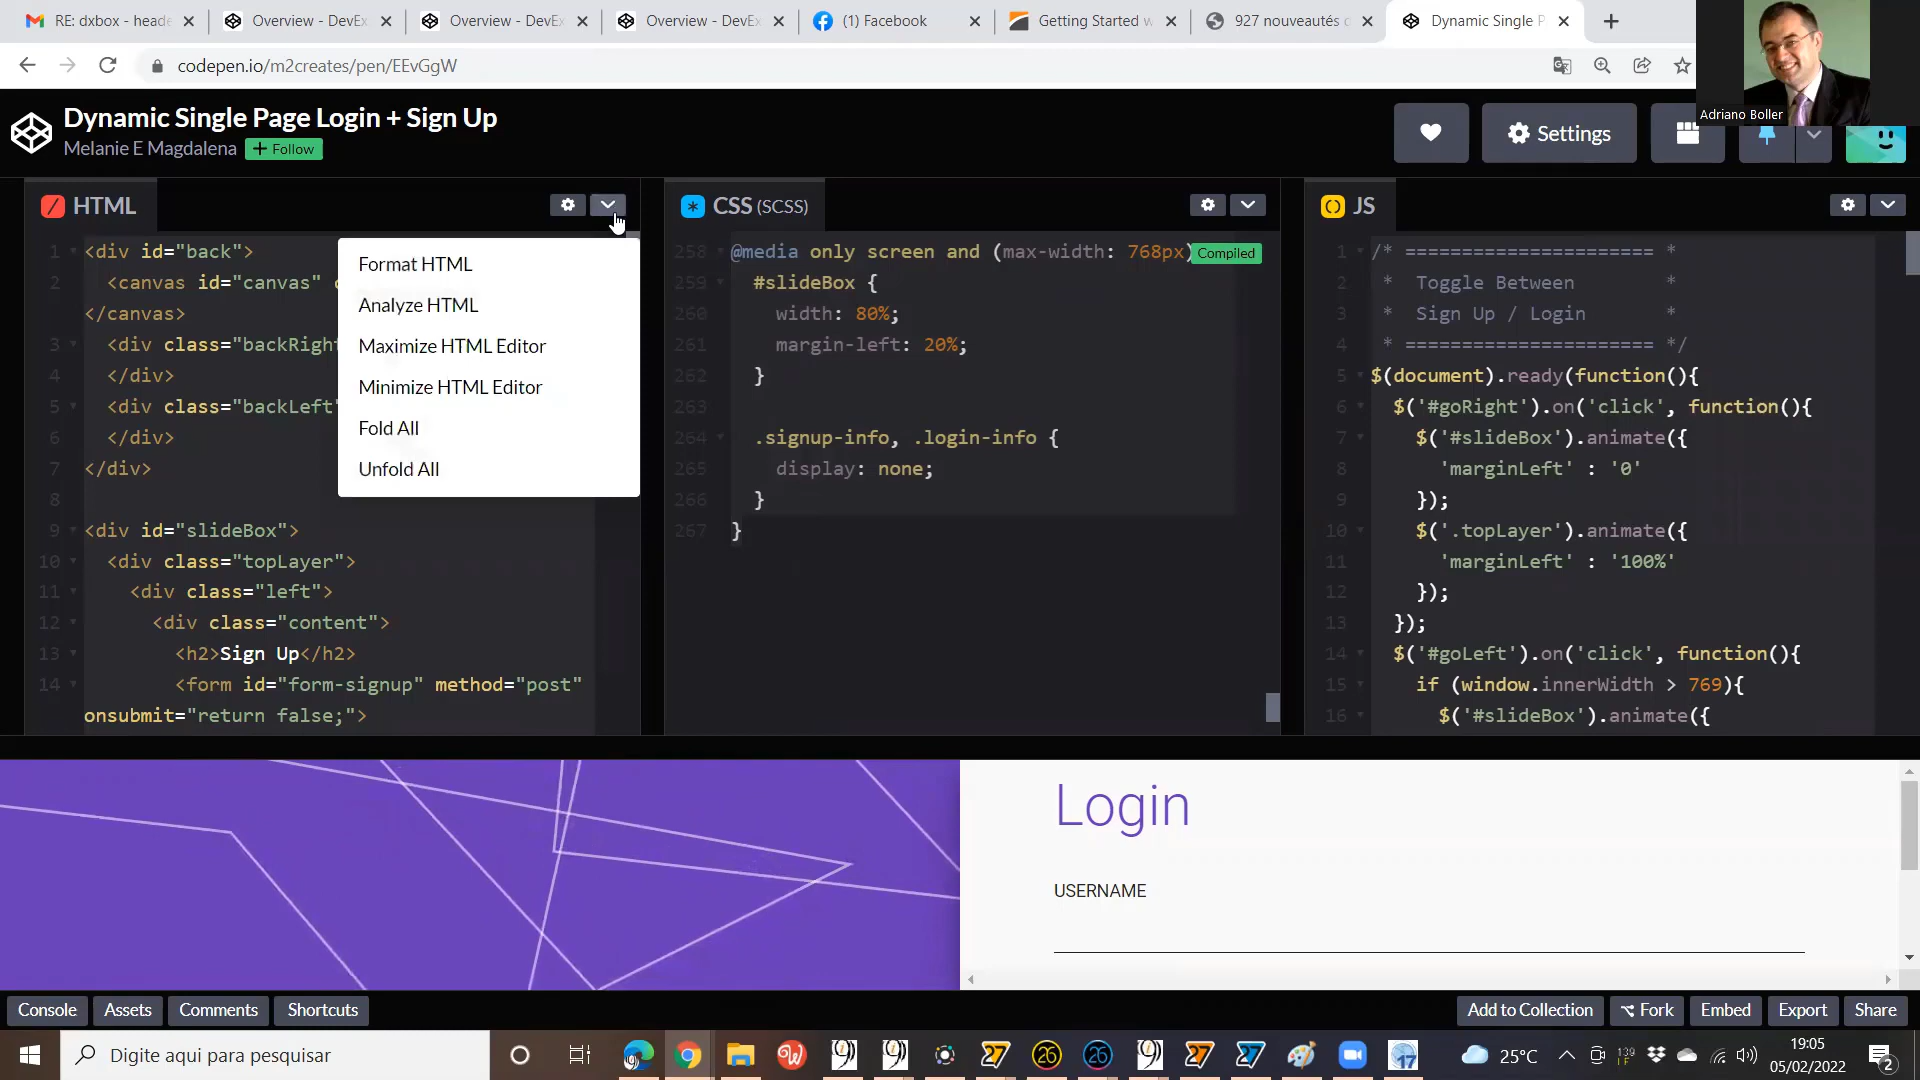 RE: dxbox - heade
Overview - DevEx
Overview - DevEx
Overview - DevEx
(1) Facebook
Getting Started w
927 nouveautés d
Dynamic Single P
codepen.io/m2creates/pen/EEvGgW
Adriano Boller
Dynamic Single Page Login + Sign Up
Melanie E Magdalena
+ Follow
Settings
HTML
Format HTML
Analyze HTML
Maximize HTML Editor
Minimize HTML Editor
Fold All
Unfold All
1 <div id="back">
2 <canvas id="canvas"
</canvas>
3 <div class="backRight
4 </div>
5 <div class="backLeft"
6 </div>
7 </div>
8
9 <div id="slideBox">
10 <div class="topLayer">
11 <div class="left">
12 <div class="content">
13 <h2>Sign Up</h2>
14 <form id="form-signup" method="post"
onsubmit="return false;">
CSS (SCSS)
Compiled
258 @media only screen and (max-width: 768px)
259 #slideBox {
260 width: 80%;
261 margin-left: 20%;
262 }
263
264 .signup-info, .login-info {
265 display: none;
266 }
267 }
JS
1 /* ====================== *
2 * Toggle Between *
3 * Sign Up / Login *
4 * ====================== */
5 $(document).ready(function(){
6 $('#goRight').on('click', function(){
7 $('#slideBox').animate({
8 'marginLeft' : '0'
9 });
10 $('.topLayer').animate({
11 'marginLeft' : '100%'
12 });
13 });
14 $('#goLeft').on('click', function(){
15 if (window.innerWidth > 769){
16 $('#slideBox').animate({
Login
USERNAME
Console
Assets
Comments
Shortcuts
Add to Collection
Fork
Embed
Export
Share
Digite aqui para pesquisar
27
26
26
27
27
17
25°C
139
F
19:05
05/02/2022
2